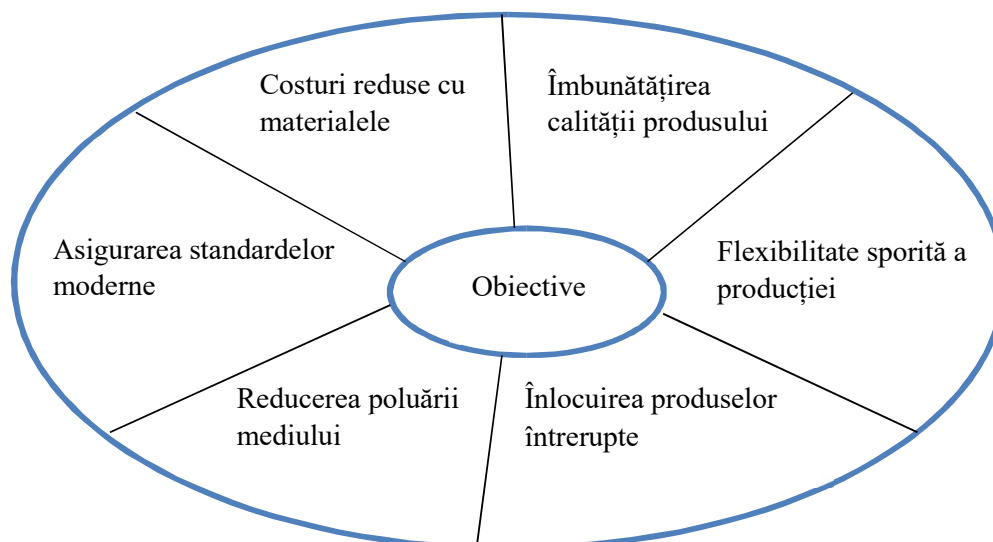 Costuri reduse cu
materialele
Îmbunătățirea
calității produsului
Asigurarea standardelor
moderne
Obiective
Flexibilitate sporită a
producției
Reducerea poluării
mediului
Înlocuirea produselor
întrerupte